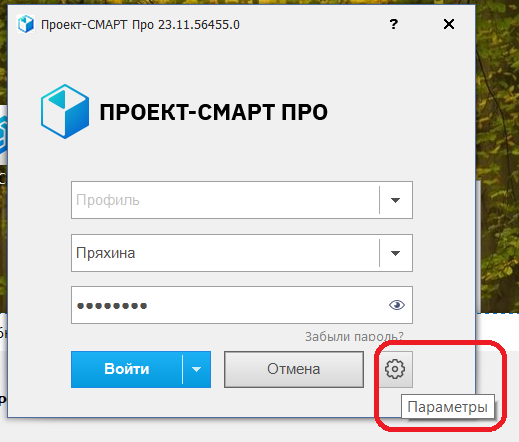 Проект-СМАРТ Про 23.11.56455.0
?
ПРОЕКТ-СМАРТ ПРО
Профиль
Пряхина
••••••••
Забыли пароль?
Войти
Отмена
Параметры